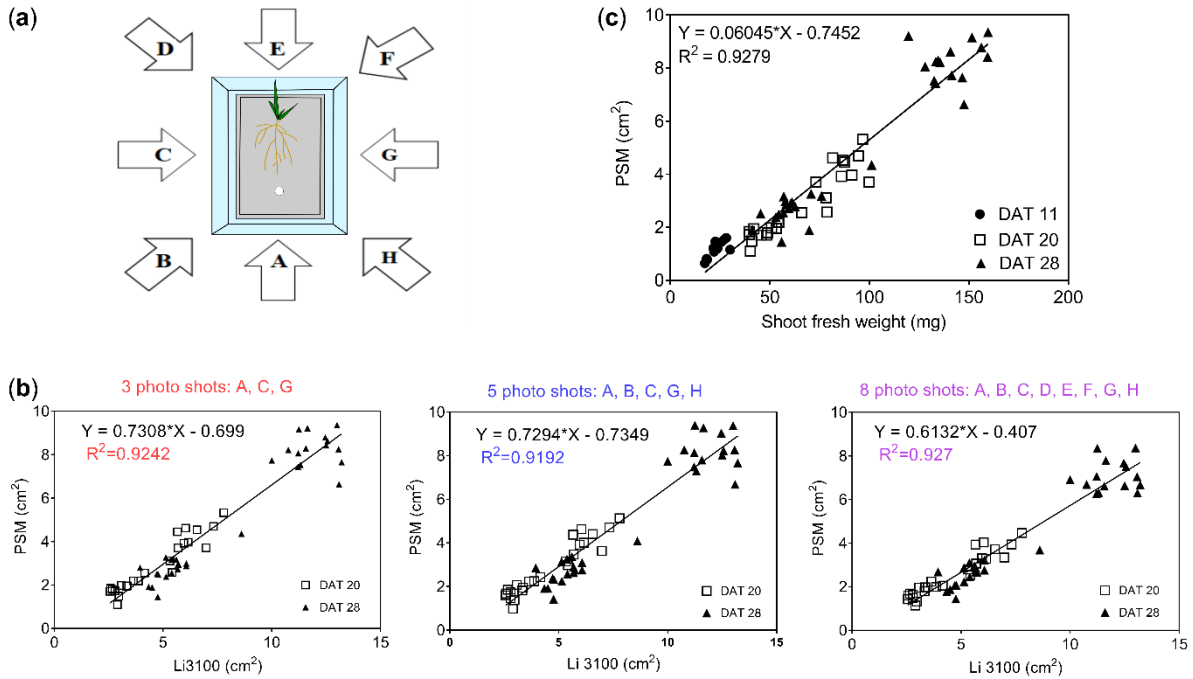 (a)
D
E
F
C
G
B
A
H
(c)
Y = 0.06045*X - 0.7452
R² = 0.9279
10
8
6
4
2
0
PSM (cm²)
DAT 11
DAT 20
DAT 28
0
50
100
150
200
Shoot fresh weight (mg)
(b)
3 photo shots: A, C, G
Y = 0.7308*X - 0.699
R²=0.9242
10
8
6
4
2
0
PSM (cm²)
DAT 20
DAT 28
0
5
10
15
Li3100 (cm²)
5 photo shots: A, B, C, G, H
Y = 0.7294*X - 0.7349
R²=0.9192
10
8
6
4
2
0
PSM (cm²)
DAT 20
DAT 28
0
5
10
15
Li 3100 (cm²)
8 photo shots: A, B, C, D, E, F, G, H
Y = 0.6132*X - 0.407
R²=0.927
10
8
6
4
2
0
PSM (cm²)
DAT 20
DAT 28
0
5
10
15
Li 3100 (cm²)